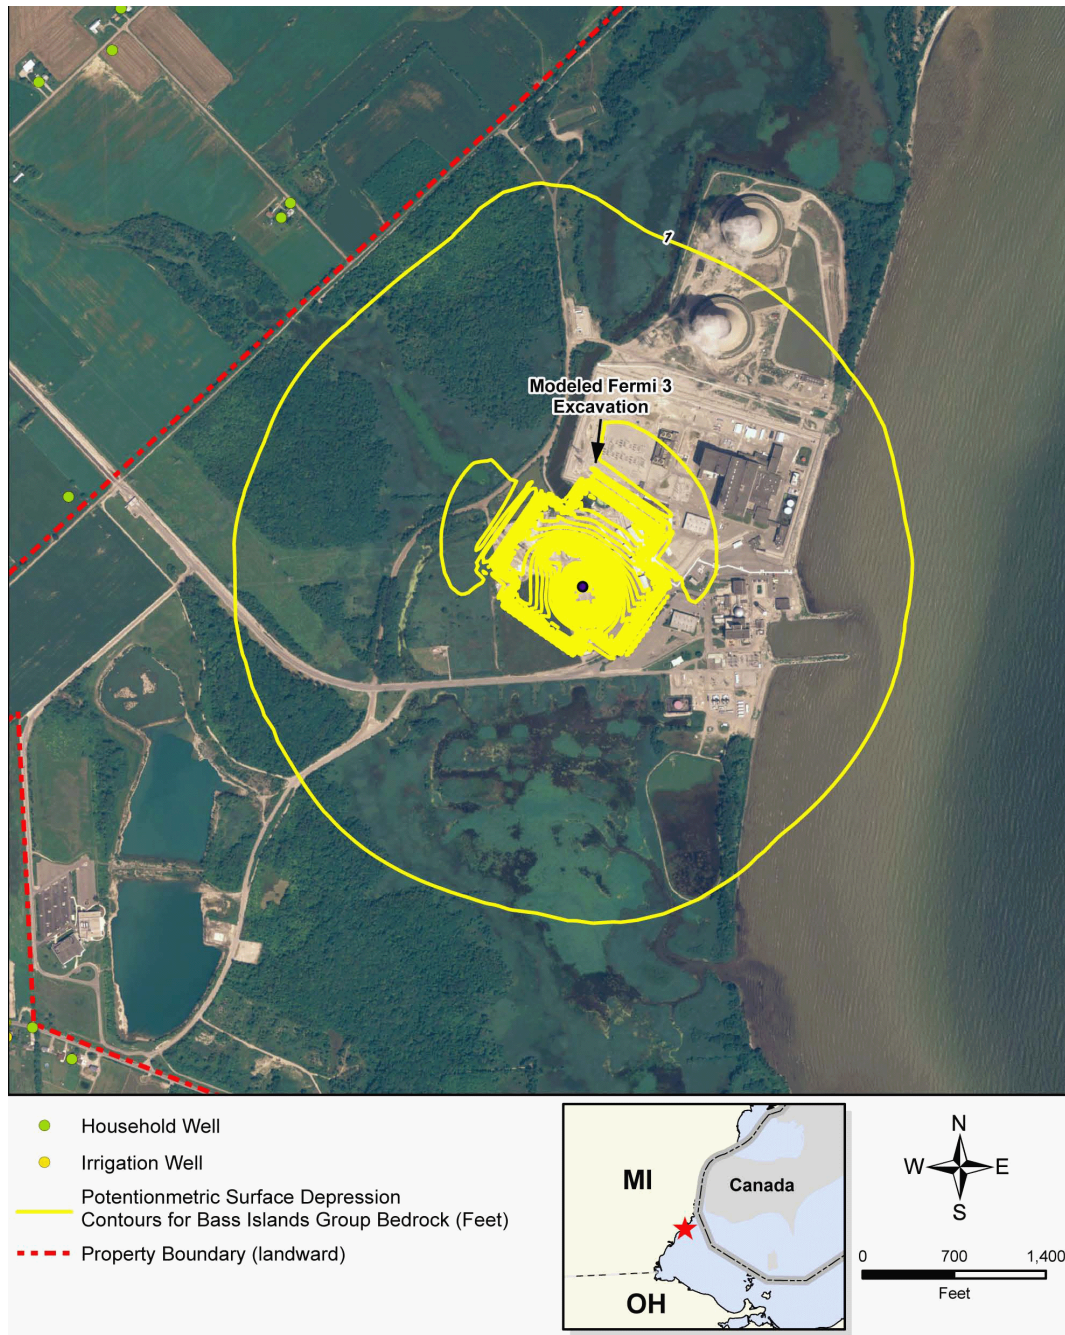 1
Modeled Fermi 3
Excavation
Household Well
Irrigation Well
Potentionmetric Surface Depression
Contours for Bass Islands Group Bedrock (Feet)
Property Boundary (landward)
MI
Canada
OH
N
W
E
S
0
700
1,400
Feet